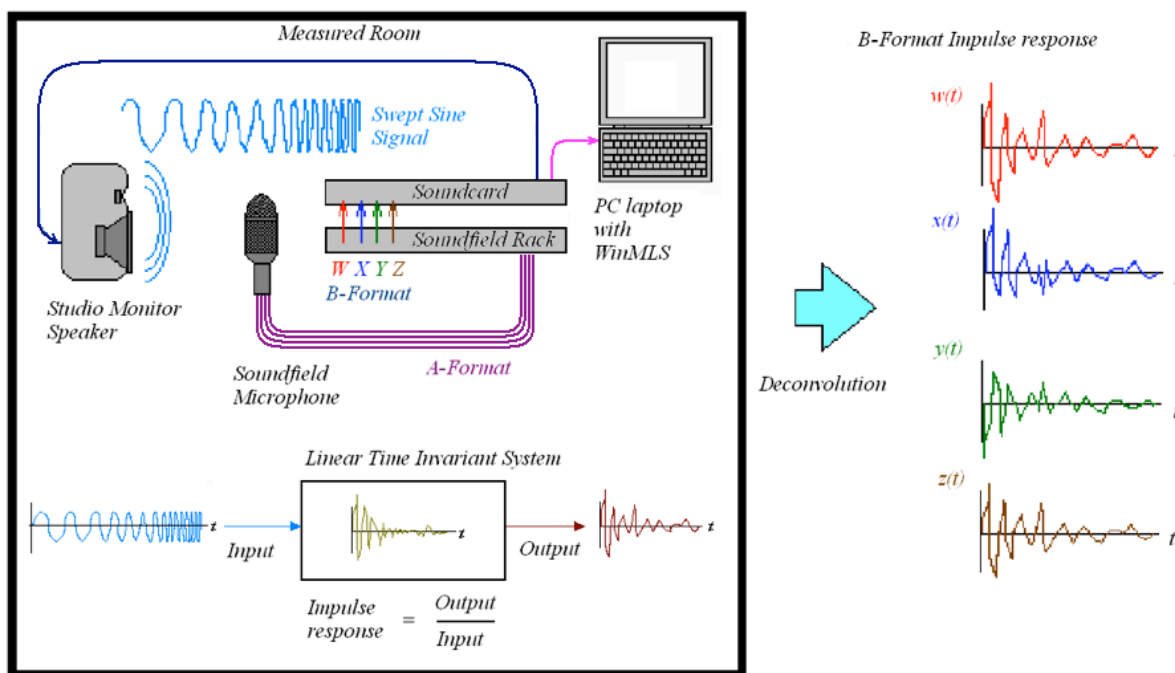 Measured Room
Swept Sine
Signal
Soundcard
Soundfield Rack
W X Y Z
B-Format
PC laptop
with
WinMLS
Studio Monitor
Speaker
A-Format
Soundfield
Microphone
Linear Time Invariant System
t
Input
t
Output
t
Impulse
response
=
Output
Input
Deconvolution
B-Format Impulse response
w(t)
x(t)
y(t)
z(t)
t